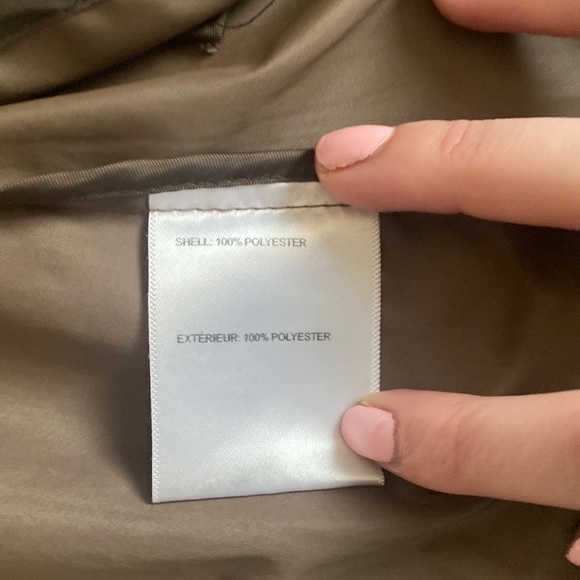 SHELL: 100% POLYESTER
EXTÉRIEUR: 100% POLYESTER